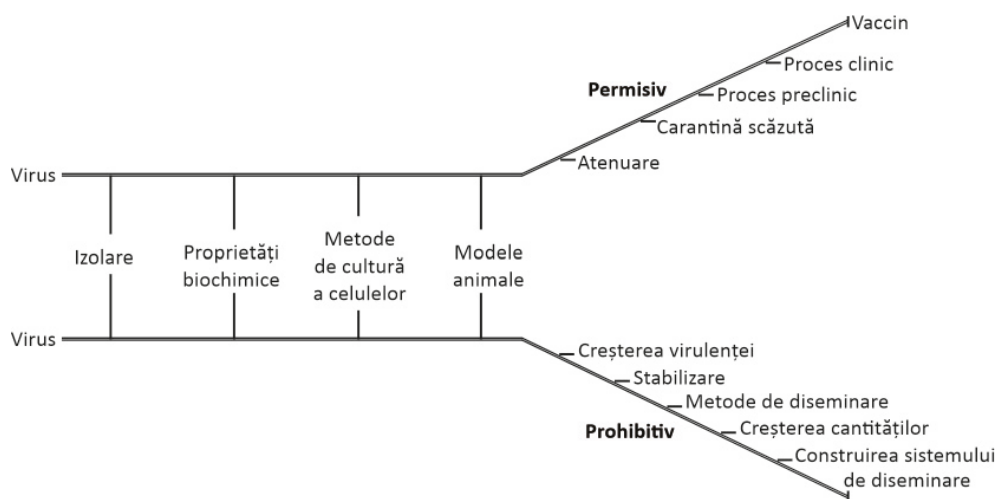 Vaccin
Proces clinic
Permisiv
Proces preclinic
Carantină scăzută
Atenuare
Virus
Izolare
Proprietăți
biochimice
Metode
de cultură
a celulelor
Modele
animale
Virus
Creșterea virulenței
Stabilizare
Metode de diseminare
Prohibitiv
Creșterea cantităților
Construirea sistemului
de diseminare